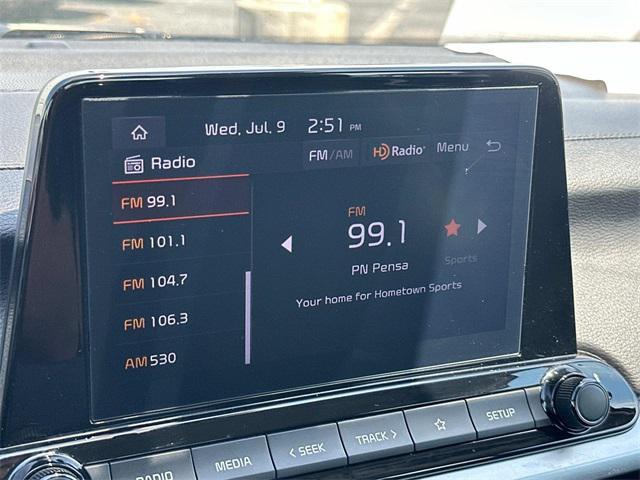 Wed, Jul. 9 2:51 PM
Radio FM/AM HD Radio Menu
FM 99.1
FM 101.1
FM 104.7
FM 106.3
AM 530
FM
99.1
Sports
PN Pensa
Your home for Hometown Sports
RADIO MEDIA < SEEK TRACK > SETUP